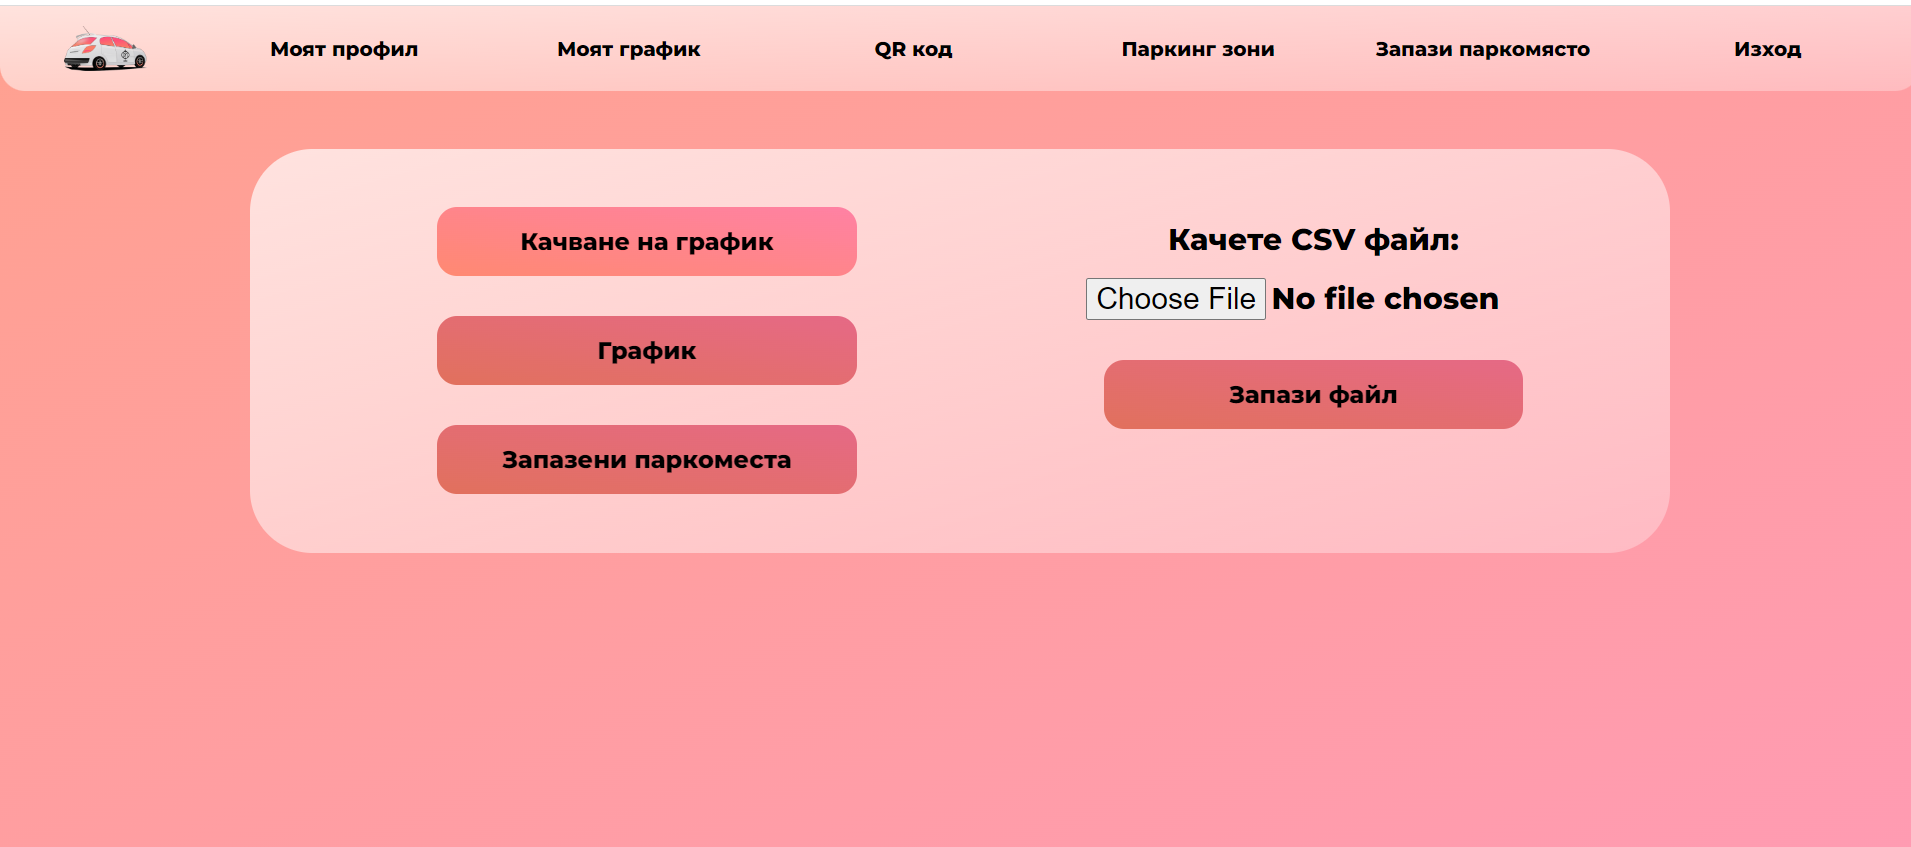 Моят профил
Моят график
QR код
Паркинг зони
Запази паркомясто
Изход
Качване на график
График
Запазени паркоместа
Качете CSV файл:
Choose File No file chosen
Запази файл